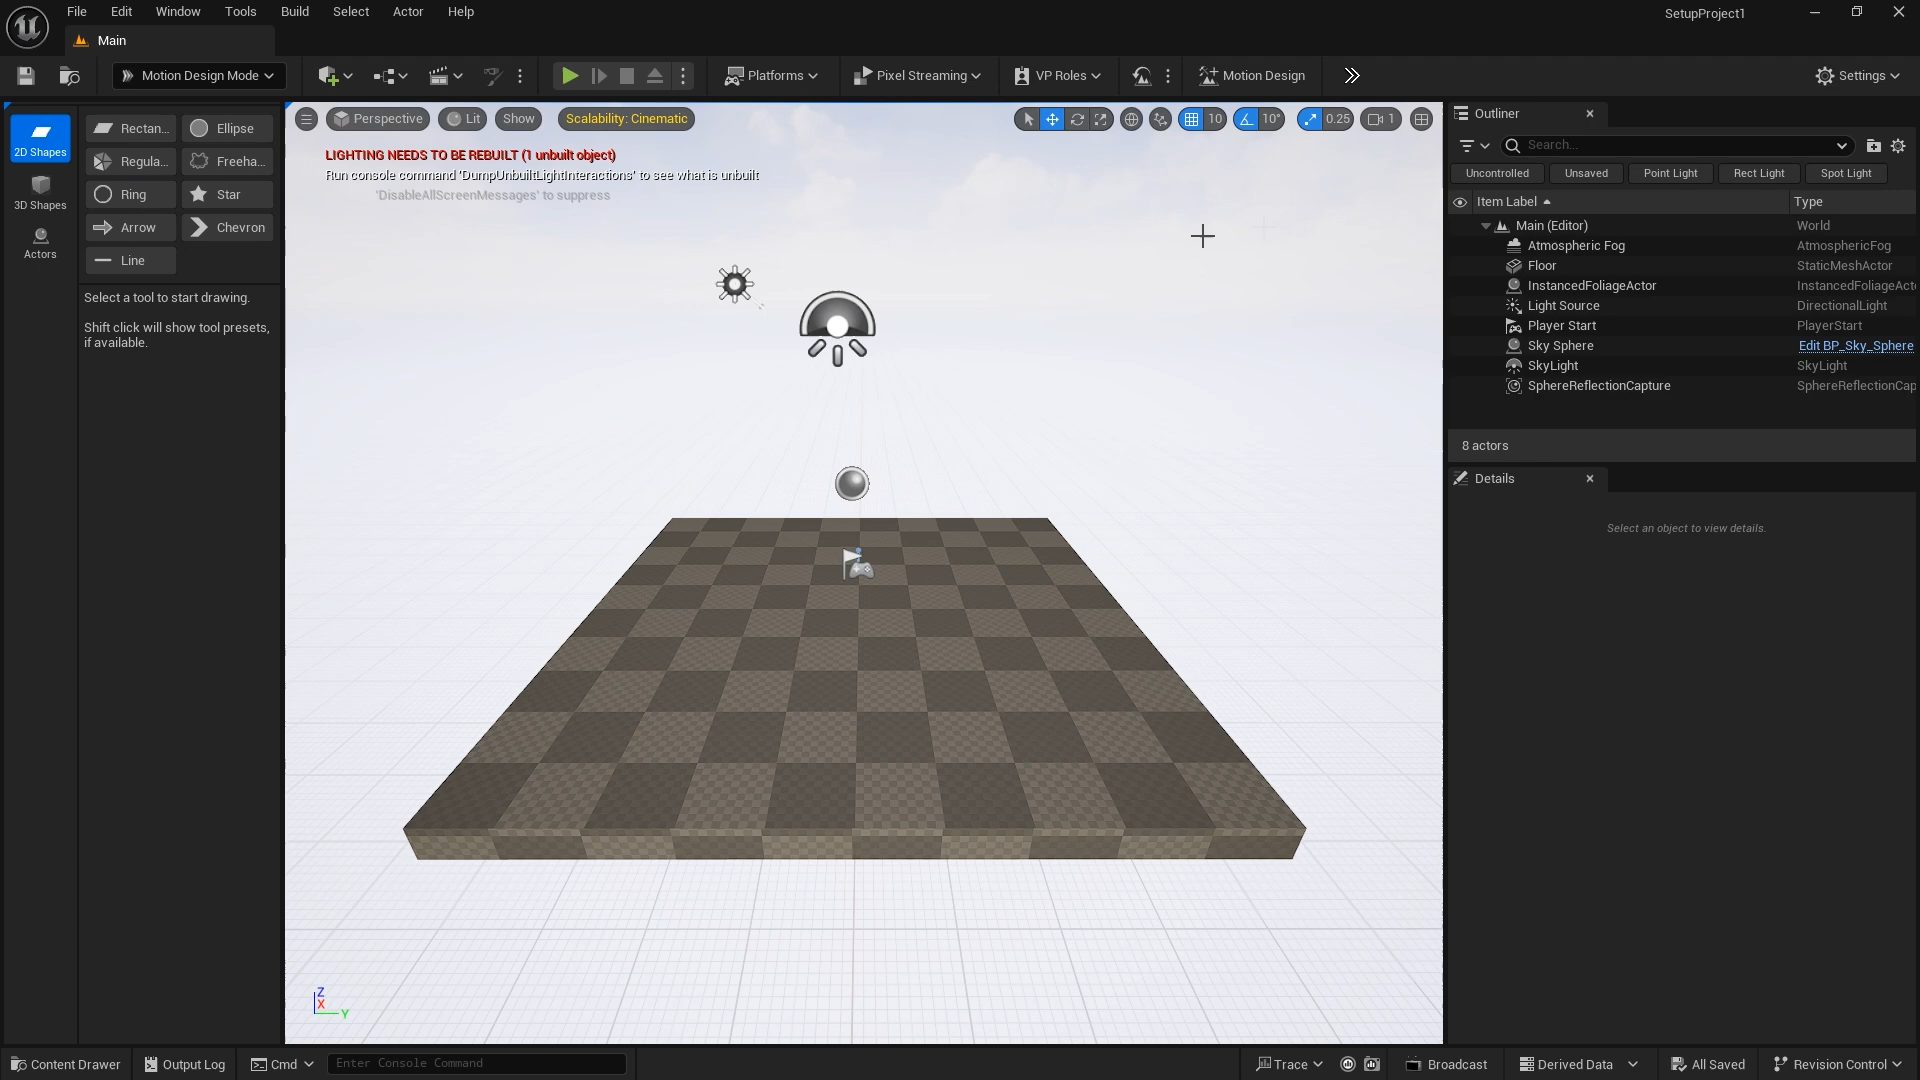 File Edit Window Tools Build Select Actor Help
SetupProject1
Main
Motion Design Mode
Platforms
Pixel Streaming
VP Roles
Motion Design
Settings
2D Shapes
3D Shapes
Actors
Rectan...
Ellipse
Regula...
Freeha...
Ring
Star
Arrow
Chevron
Line
Select a tool to start drawing.
Shift click will show tool presets,
if available.
Perspective
Lit
Show
Scalability: Cinematic
10
10°
0.25
1
LIGHTING NEEDS TO BE REBUILT (1 unbuilt object)
Run console command 'DumpUnbuiltLightInteractions' to see what is unbuilt
'DisableAllScreenMessages' to suppress
Z
X
Y
Outliner
Search...
Uncontrolled
Unsaved
Point Light
Rect Light
Spot Light
Item Label
Type
Main (Editor) World
Atmospheric Fog AtmosphericFog
Floor StaticMeshActor
InstancedFoliageActor InstancedFoliageActo
Light Source DirectionalLight
Player Start PlayerStart
Sky Sphere Edit BP_Sky_Sphere
SkyLight SkyLight
SphereReflectionCapture SphereReflectionCap
8 actors
Details
Select an object to view details.
Content Drawer
Output Log
Cmd
Enter Console Command
Trace
Broadcast
Derived Data
All Saved
Revision Control